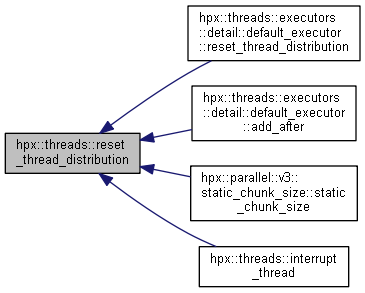 hpx::threads::reset
_thread_distribution
hpx::threads::executors
::detail::default_executor
::reset_thread_distribution
hpx::threads::executors
::detail::default_executor
::add_after
hpx::parallel::v3::
static_chunk_size::static
_chunk_size
hpx::threads::interrupt
_thread